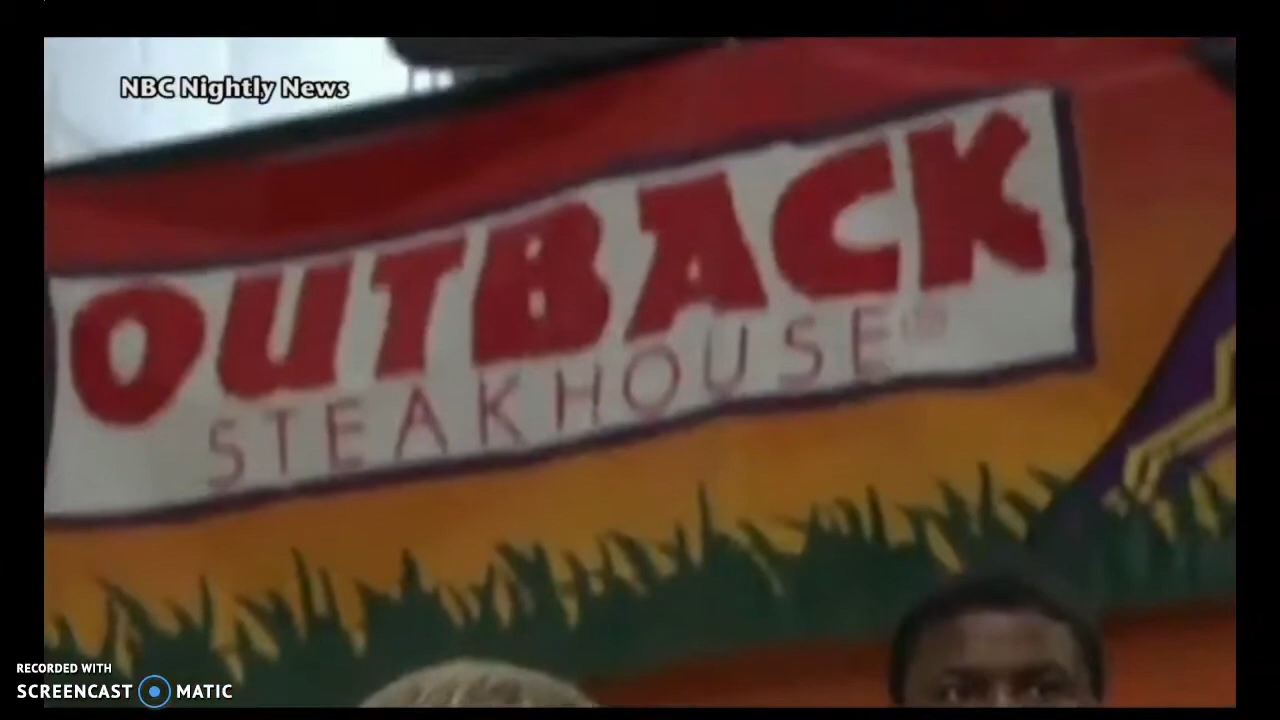 NBC Nightly News
OUTBACK
STEAKHOUSE®
RECORDED WITH
SCREENCAST MATIC